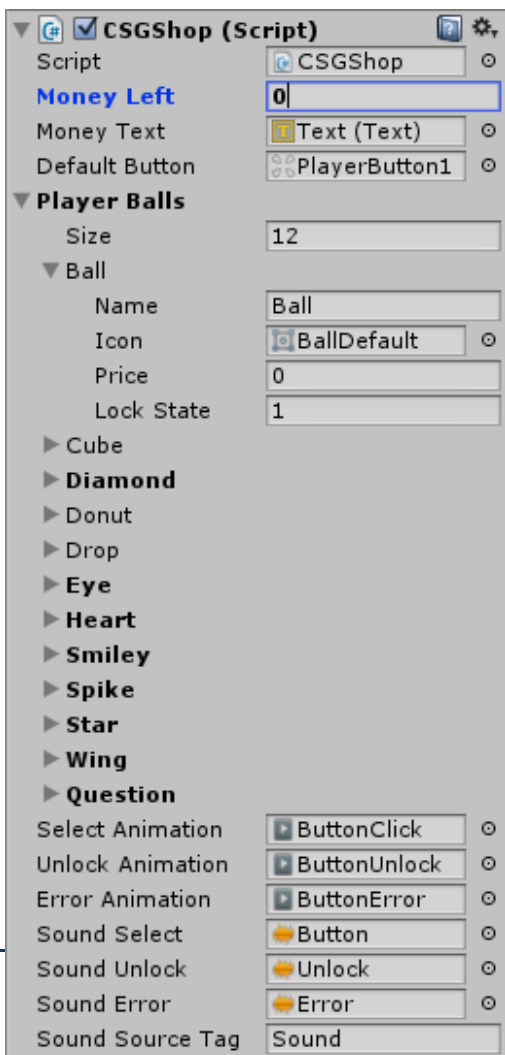 CSGShop (Script)
Script CSGShop
Money Left 0
Money Text Text (Text)
Default Button PlayerButton1
Player Balls
Size 12
Ball
Name Ball
Icon BallDefault
Price 0
Lock State 1
Cube
Diamond
Donut
Drop
Eye
Heart
Smiley
Spike
Star
Wing
Question
Select Animation ButtonClick
Unlock Animation ButtonUnlock
Error Animation ButtonError
Sound Select Button
Sound Unlock Unlock
Sound Error Error
Sound Source Tag Sound